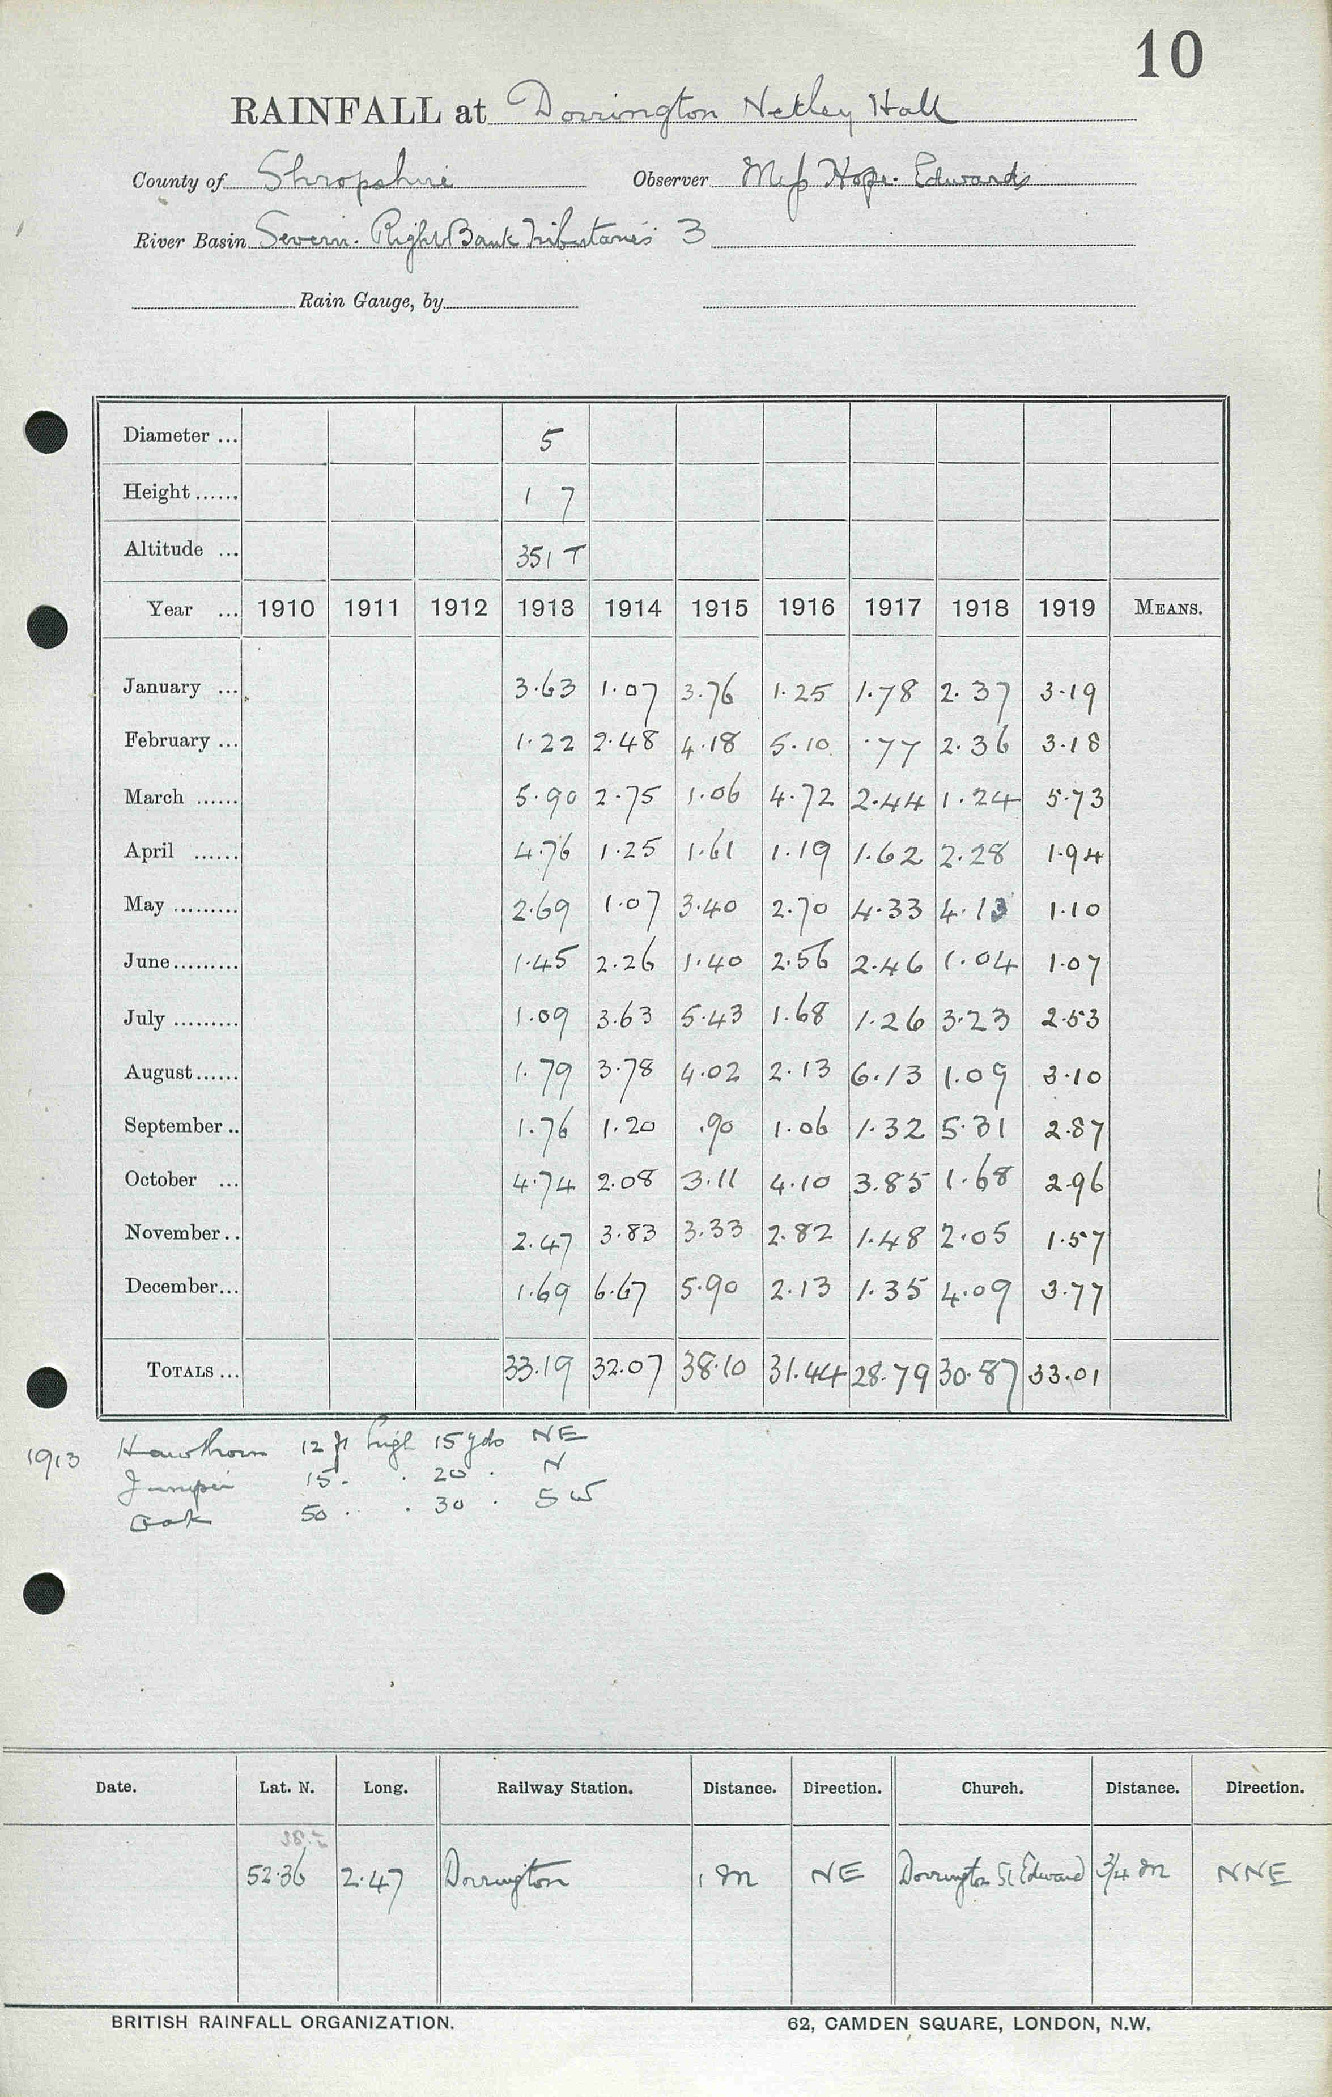 10
RAINFALL at Dorrington Netley Hall
County of Shropshire Observer Miss Hope-Edwards
River Basin Severn. Right Bank Tributaries 3
Rain Gauge, by
Diameter ... 5
Height ...... 1 7
Altitude ... 351 T
Year ... 1910 1911 1912 1913 1914 1915 1916 1917 1918 1919 MEANS.
January ... 3.63 1.07 3.76 1.25 1.78 2.37 3.19
February ... 1.22 2.48 4.18 5.10 .77 2.36 3.18
March ...... 5.90 2.75 1.06 4.72 2.44 1.24 5.73
April ...... 4.76 1.25 1.61 1.19 1.62 2.28 1.94
May ......... 2.69 1.07 3.40 2.70 4.33 4.13 1.10
June......... 1.45 2.26 1.40 2.56 2.46 1.04 1.07
July ......... 1.09 3.63 5.43 1.68 1.26 3.23 2.53
August...... 1.79 3.78 4.02 2.13 6.13 1.09 3.10
September .. 1.76 1.20 .90 1.06 1.32 5.31 2.87
October ... 4.74 2.08 3.11 4.10 3.85 1.68 2.96
November.. 2.47 3.83 3.33 2.82 1.48 2.05 1.57
December... 1.69 6.67 5.90 2.13 1.35 4.09 3.77
TOTALS ... 33.19 32.07 38.10 31.44 28.79 30.87 33.01
1913 Hawthorn 12 ft high 15 yds NE
Juniper 15 . . 20 . N
Oak 50 . . 30 . SW
Date. Lat. N. Long. Railway Station. Distance. Direction. Church. Distance. Direction.
52.36 2.47 Dorrington 1 m NE Dorrington St Edward 3/4 m NNE
BRITISH RAINFALL ORGANIZATION. 62, CAMDEN SQUARE, LONDON, N.W.